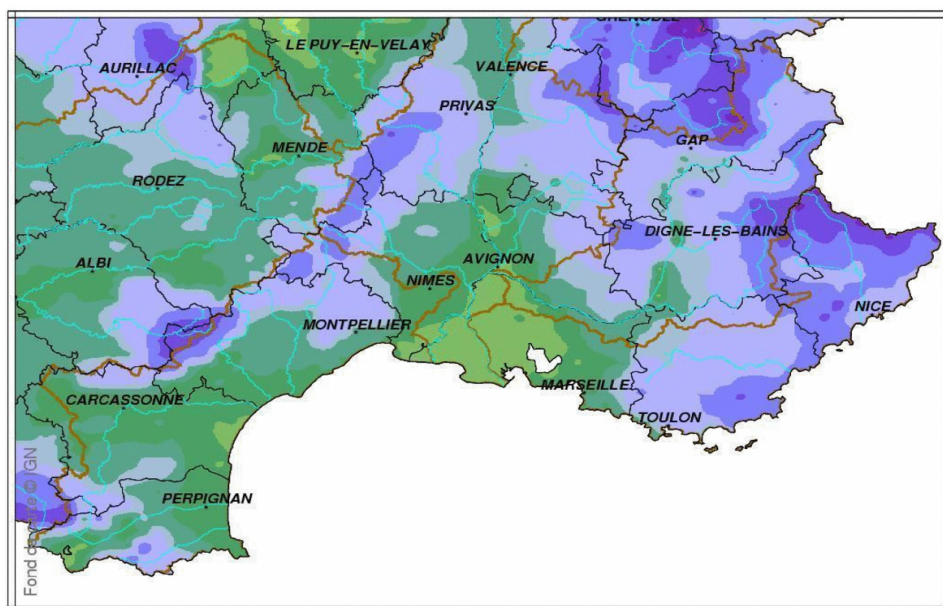 GRENOBLE
LE PUY-EN-VELAY
AURILLAC
VALENCE
PRIVAS
GAP
MENDE
RODEZ
DIGNE-LES-BAINS
ALBI
AVIGNON
NIMES
NICE
MONTPELLIER
MARSEILLE
CARCASSONNE
TOULON
PERPIGNAN
Fond de carte © IGN